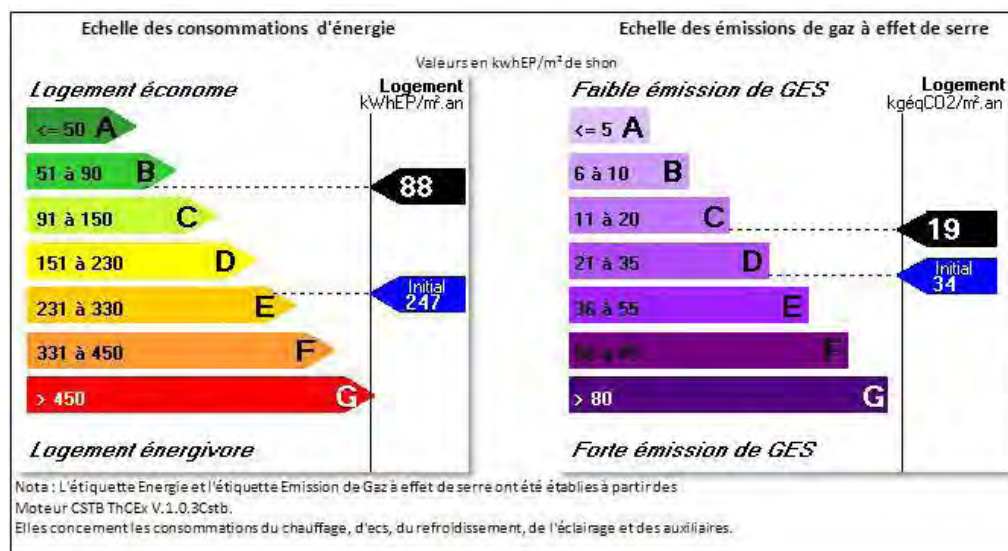 Echelle des consommations d'énergie
Echelle des émissions de gaz à effet de serre
Valeurs en kwhEP/m² de shon
Logement économe
Logement
kWhEP/m².an
<= 50 A
51 à 90 B
88
91 à 150 C
151 à 230 D
Initial
247
231 à 330 E
331 à 450 F
> 450 G
Logement énergivore
Faible émission de GES
Logement
kgéqCO2/m².an
<= 5 A
6 à 10 B
11 à 20 C
19
21 à 35 D
Initial
34
36 à 55 E
F
> 80 G
Forte émission de GES
Nota : L'étiquette Energie et l'étiquette Emission de Gaz à effet de serre ont été établies à partir des
Moteur CSTB ThCEx V.1.0.3Cstb.
Elles concernent les consommations du chauffage, d'ecs, du refroidissement, de l'éclairage et des auxiliaires.